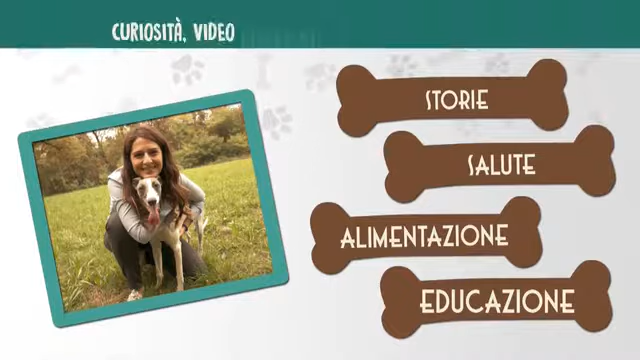 CURIOSITÀ, VIDEO
STORIE
SALUTE
ALIMENTAZIONE
EDUCAZIONE